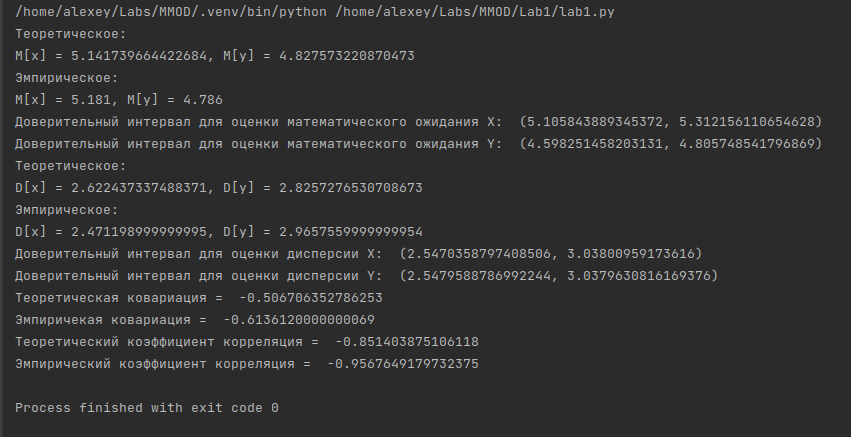 /home/alexey/Labs/MMOD/.venv/bin/python /home/alexey/Labs/MMOD/Lab1/lab1.py
Теоретическое:
M[x] = 5.141739664422684, M[y] = 4.827573220870473
Эмпирическое:
M[x] = 5.181, M[y] = 4.786
Доверительный интервал для оценки математического ожидания X:  (5.105843889345372, 5.312156110654628)
Доверительный интервал для оценки математического ожидания Y:  (4.598251458203131, 4.805748541796869)
Теоретическое:
D[x] = 2.622437337488371, D[y] = 2.8257276530708673
Эмпирическое:
D[x] = 2.471198999999995, D[y] = 2.9657559999999954
Доверительный интервал для оценки дисперсии X:  (2.5470358797408506, 3.03800959173616)
Доверительный интервал для оценки дисперсии Y:  (2.5479588786992244, 3.0379630816169376)
Теоретическая ковариация =  -0.506706352786253
Эмпиричекая ковариация =  -0.6136120000000069
Теоретический коэффициент корреляция =  -0.851403875106118
Эмпирический коэффициент корреляция =  -0.9567649179732375
Process finished with exit code 0